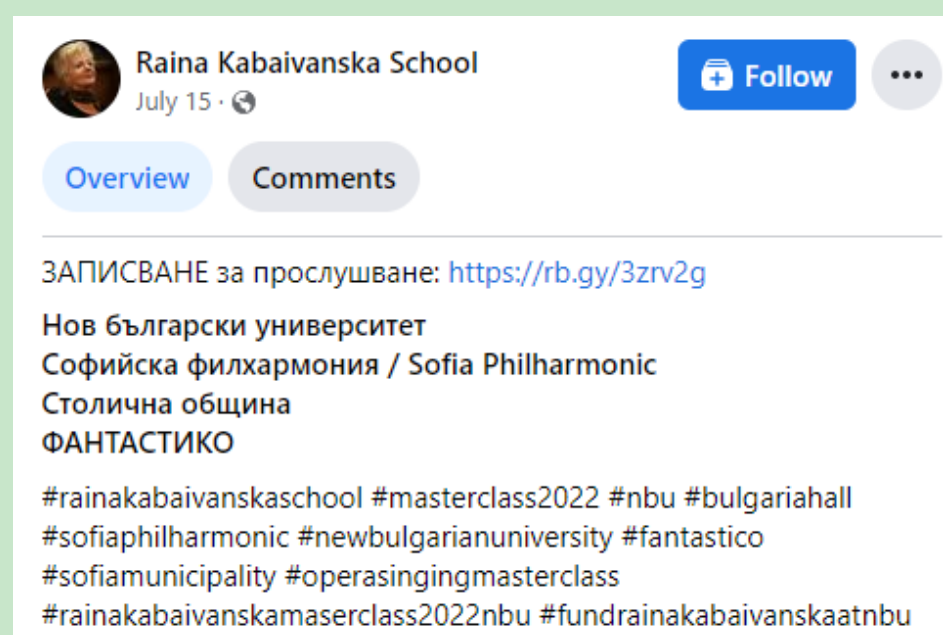 Raina Kabaivanska School
July 15 ·
Follow
Overview
Comments
ЗАПИСВАНЕ за прослушване: https://rb.gy/3zrv2g
Нов български университет
Софийска филхармония / Sofia Philharmonic
Столична община
ФАНТАСТИКО
#rainakabaivanskaschool #masterclass2022 #nbu #bulgariahall
#sofiaphilharmonic #newbulgarianuniversity #fantastico
#sofiamunicipality #operasingingmasterclass
#rainakabaivanskamaserclass2022nbu #fundrainakabaivanskaatnbu